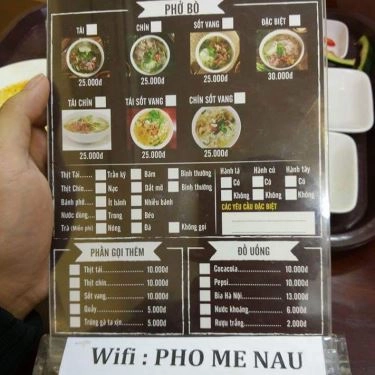 PHỞ BÒ
TÁI CHÍN SỐT VANG ĐẶC BIỆT
25.000đ 25.000đ 25.000đ 30.000đ
TÁI CHÍN TÁI SỐT VANG CHÍN SỐT VANG
25.000đ 25.000đ 25.000đ
Thịt Tái Trần kỹ Băm Bình thường
Thịt Chín Nạc Dắt mỡ Bình thường
Bánh phở Ít bánh Nhiều bánh
Nước dùng Trong Béo
Trà (Miễn phí) Nóng Đá Không gọi
Hành lá Hành củ Hành tây
Có Có Có
Không Không Không
CÁC YÊU CẦU ĐẶC BIỆT
PHẦN GỌI THÊM
Thịt tái 10.000đ
Thịt chín 10.000đ
Sốt vang 10.000đ
Quẩy 5.000đ
Trứng gà ta xịn 5.000đ
ĐỒ UỐNG
Cocacola 10.000đ
Pepsi 10.000đ
Bia Hà Nội 13.000đ
Nước khoáng 6.000đ
Rượu trắng 2.000đ
Wifi : PHO ME NAU